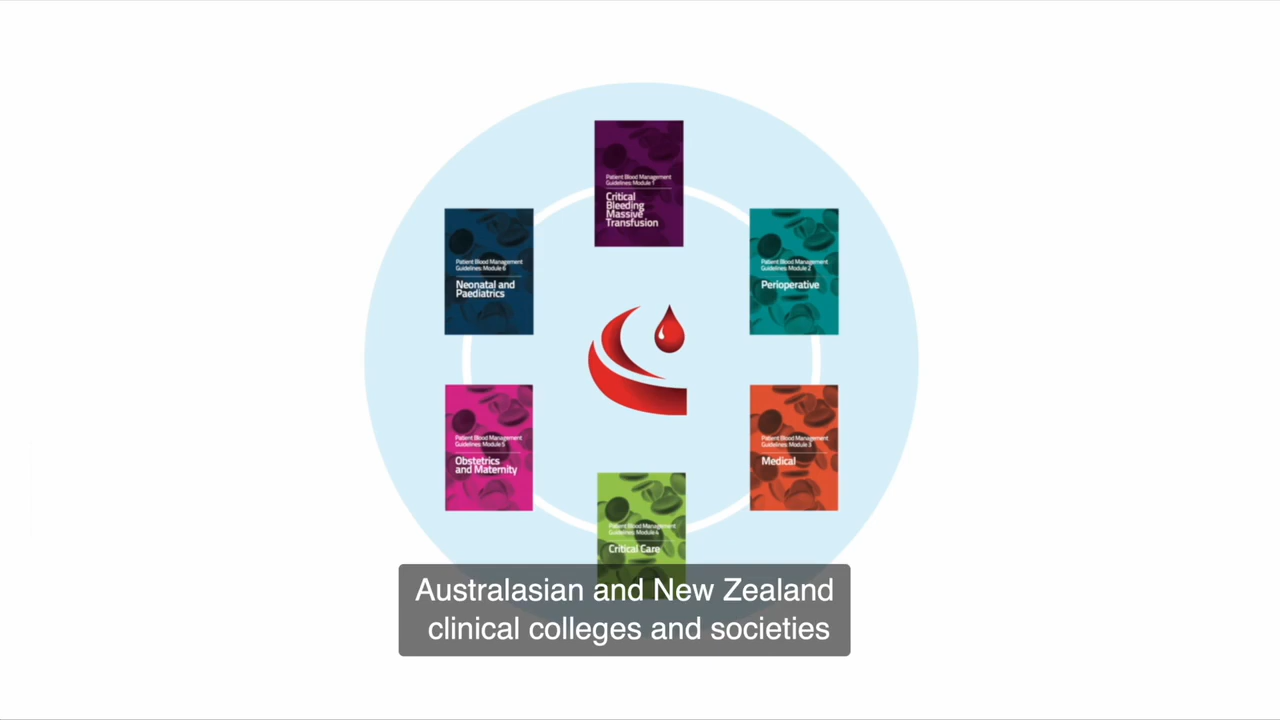 Patient Blood Management
Guidelines: Module 1
Critical
Bleeding
Massive
Transfusion
Patient Blood Management
Guidelines: Module 6
Neonatal and
Paediatrics
Patient Blood Management
Guidelines: Module 2
Perioperative
Patient Blood Management
Guidelines: Module 5
Obstetrics
and Maternity
Patient Blood Management
Guidelines: Module 3
Medical
Patient Blood Management
Guidelines: Module 4
Critical Care
Australasian and New Zealand
clinical colleges and societies